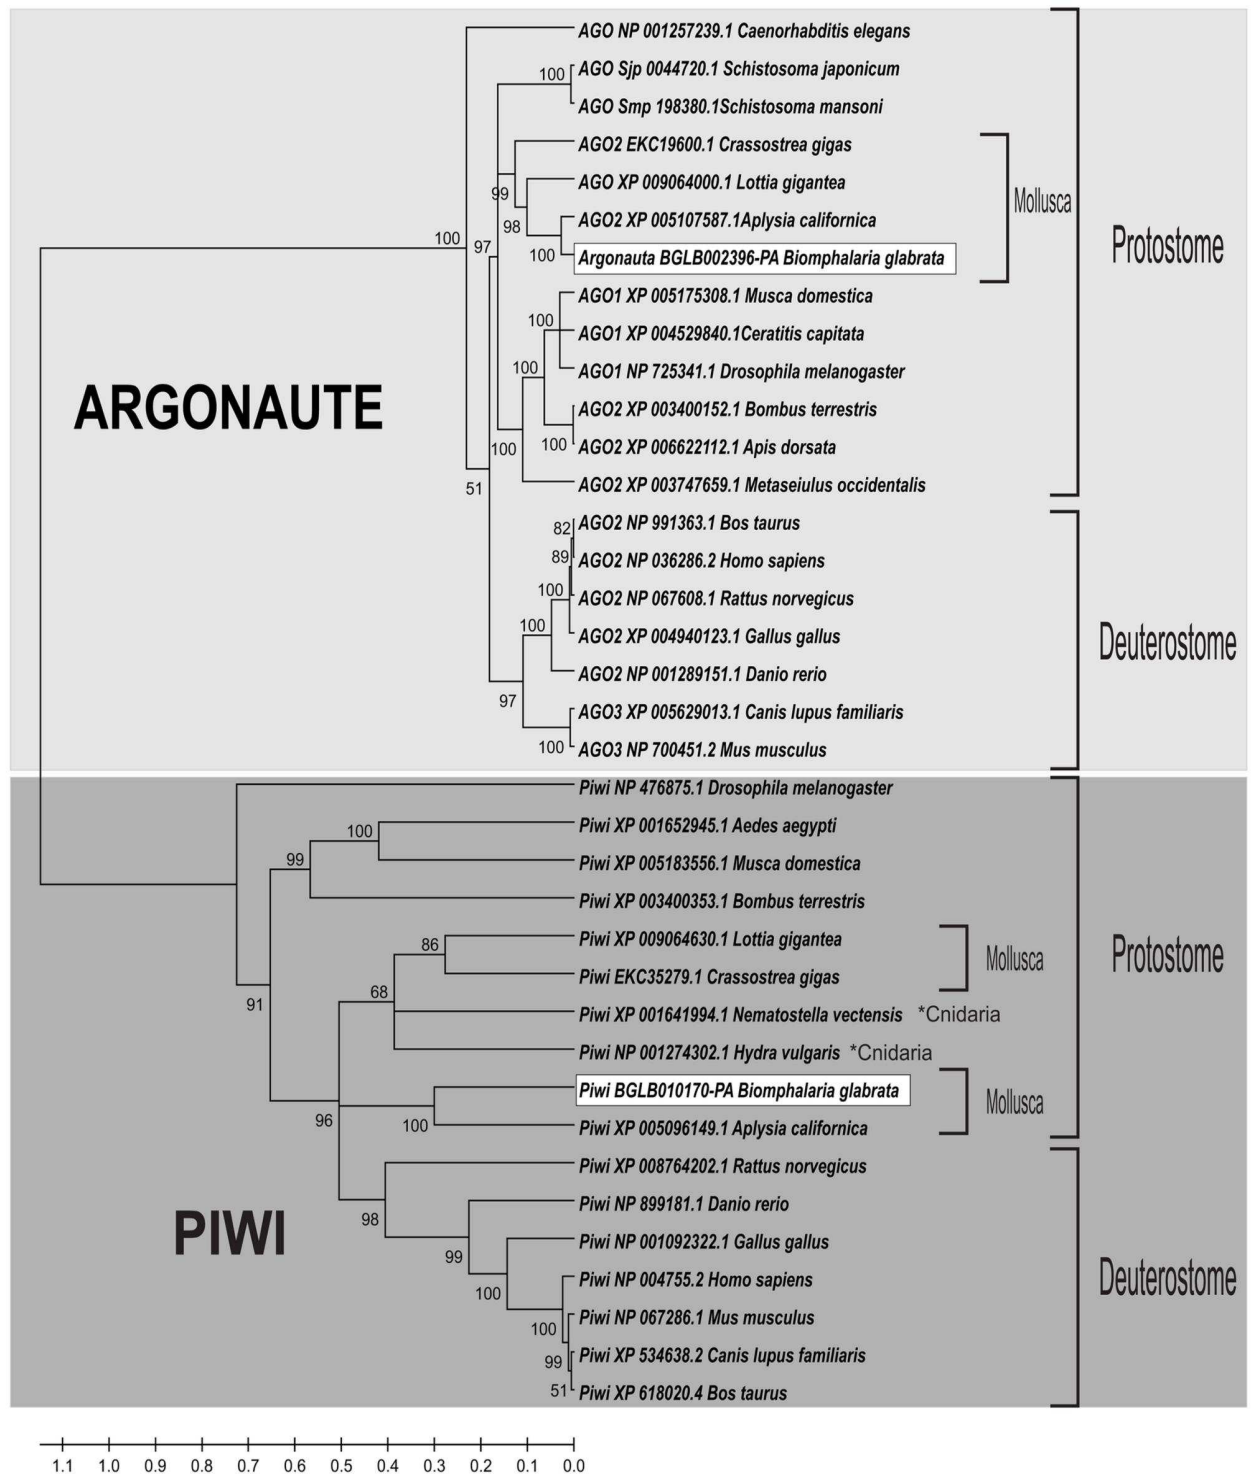 AGO NP 001257239.1 Caenorhabditis elegans
100
AGO Sjp 0044720.1 Schistosoma japonicum
AGO Smp 198380.1Schistosoma mansoni
AGO2 EKC19600.1 Crassostrea gigas
99
AGO XP 009064000.1 Lottia gigantea
Mollusca
98
AGO2 XP 005107587.1Aplysia californica
100
97
Protostome
100
Argonauta BGLB002396-PA Biomphalaria glabrata
AGO1 XP 005175308.1 Musca domestica
100
AGO1 XP 004529840.1Ceratitis capitata
100
AGO1 NP 725341.1 Drosophila melanogaster
ARGONAUTE
AGO2 XP 003400152.1 Bombus terrestris
100
100
AGO2 XP 006622112.1 Apis dorsata
51
AGO2 XP 003747659.1 Metaseiulus occidentalis
82
AGO2 NP 991363.1 Bos taurus
89
AGO2 NP 036286.2 Homo sapiens
100
AGO2 NP 067608.1 Rattus norvegicus
100
AGO2 XP 004940123.1 Gallus gallus
Deuterostome
AGO2 NP 001289151.1 Danio rerio
97
AGO3 XP 005629013.1 Canis lupus familiaris
100
AGO3 NP 700451.2 Mus musculus
Piwi NP 476875.1 Drosophila melanogaster
100
Piwi XP 001652945.1 Aedes aegypti
99
Piwi XP 005183556.1 Musca domestica
Piwi XP 003400353.1 Bombus terrestris
86
Piwi XP 009064630.1 Lottia gigantea
Mollusca
Protostome
Piwi EKC35279.1 Crassostrea gigas
68
91
Piwi XP 001641994.1 Nematostella vectensis *Cnidaria
Piwi NP 001274302.1 Hydra vulgaris *Cnidaria
Piwi BGLB010170-PA Biomphalaria glabrata
Mollusca
96
100
Piwi XP 005096149.1 Aplysia californica
Piwi XP 008764202.1 Rattus norvegicus
PIWI
98
Piwi NP 899181.1 Danio rerio
99
Piwi NP 001092322.1 Gallus gallus
100
Piwi NP 004755.2 Homo sapiens
Deuterostome
100
Piwi NP 067286.1 Mus musculus
99
Piwi XP 534638.2 Canis lupus familiaris
51
Piwi XP 618020.4 Bos taurus
1.1 1.0 0.9 0.8 0.7 0.6 0.5 0.4 0.3 0.2 0.1 0.0